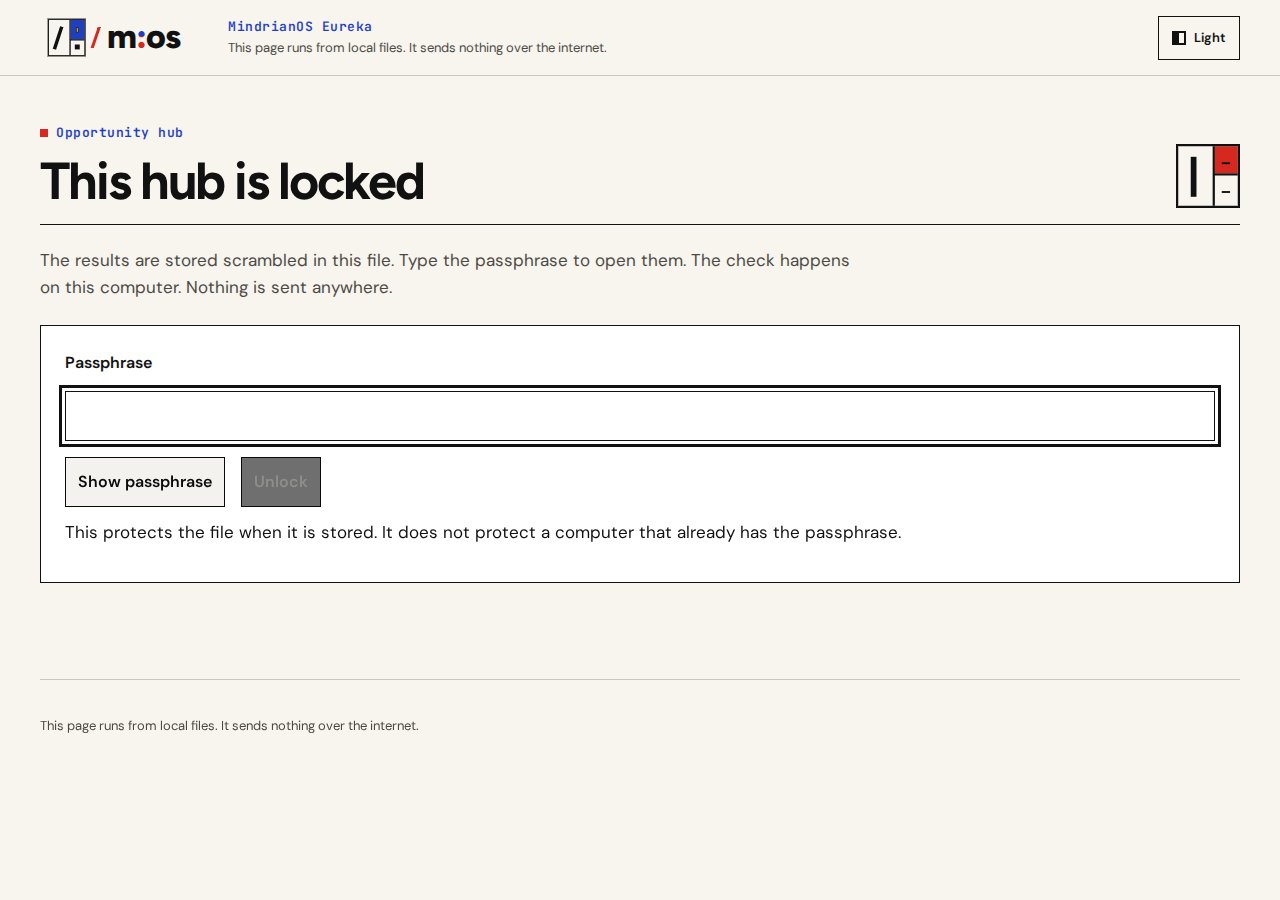 / m:os
MindrianOS Eureka
This page runs from local files. It sends nothing over the internet.
Light
Opportunity hub
This hub is locked
The results are stored scrambled in this file. Type the passphrase to open them. The check happens
on this computer. Nothing is sent anywhere.
Passphrase
Show passphrase
Unlock
This protects the file when it is stored. It does not protect a computer that already has the passphrase.
This page runs from local files. It sends nothing over the internet.